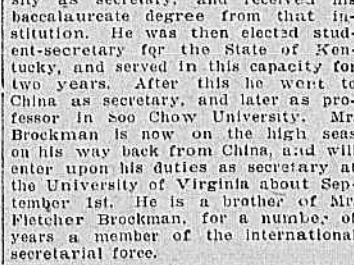 sity as secretary, and received his
baccalaureate degree from that in-
stitution. He was then elected stud-
ent-secretary for the State of Ken-
tucky, and served in this capacity for
two years. After this he went to
China as secretary, and later as pro-
fessor in Soo Chow University. Mr.
Brockman is now on the high seas
on his way back from China, and will
enter upon his duties as secretary at
the University of Virginia about Sep-
tember 1st. He is a brother of Mr.
Fletcher Brockman, for a number of
years a member of the international
secretarial force.